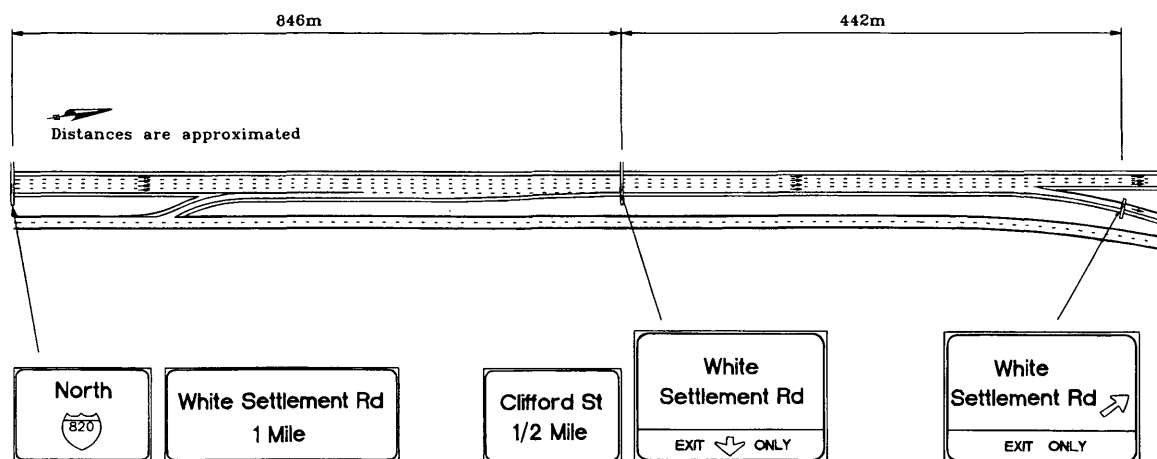 846m
442m
Distances are approximated
North
820
White Settlement Rd
1 Mile
Clifford St
1/2 Mile
White
Settlement Rd
EXIT ONLY
White
Settlement Rd
EXIT ONLY